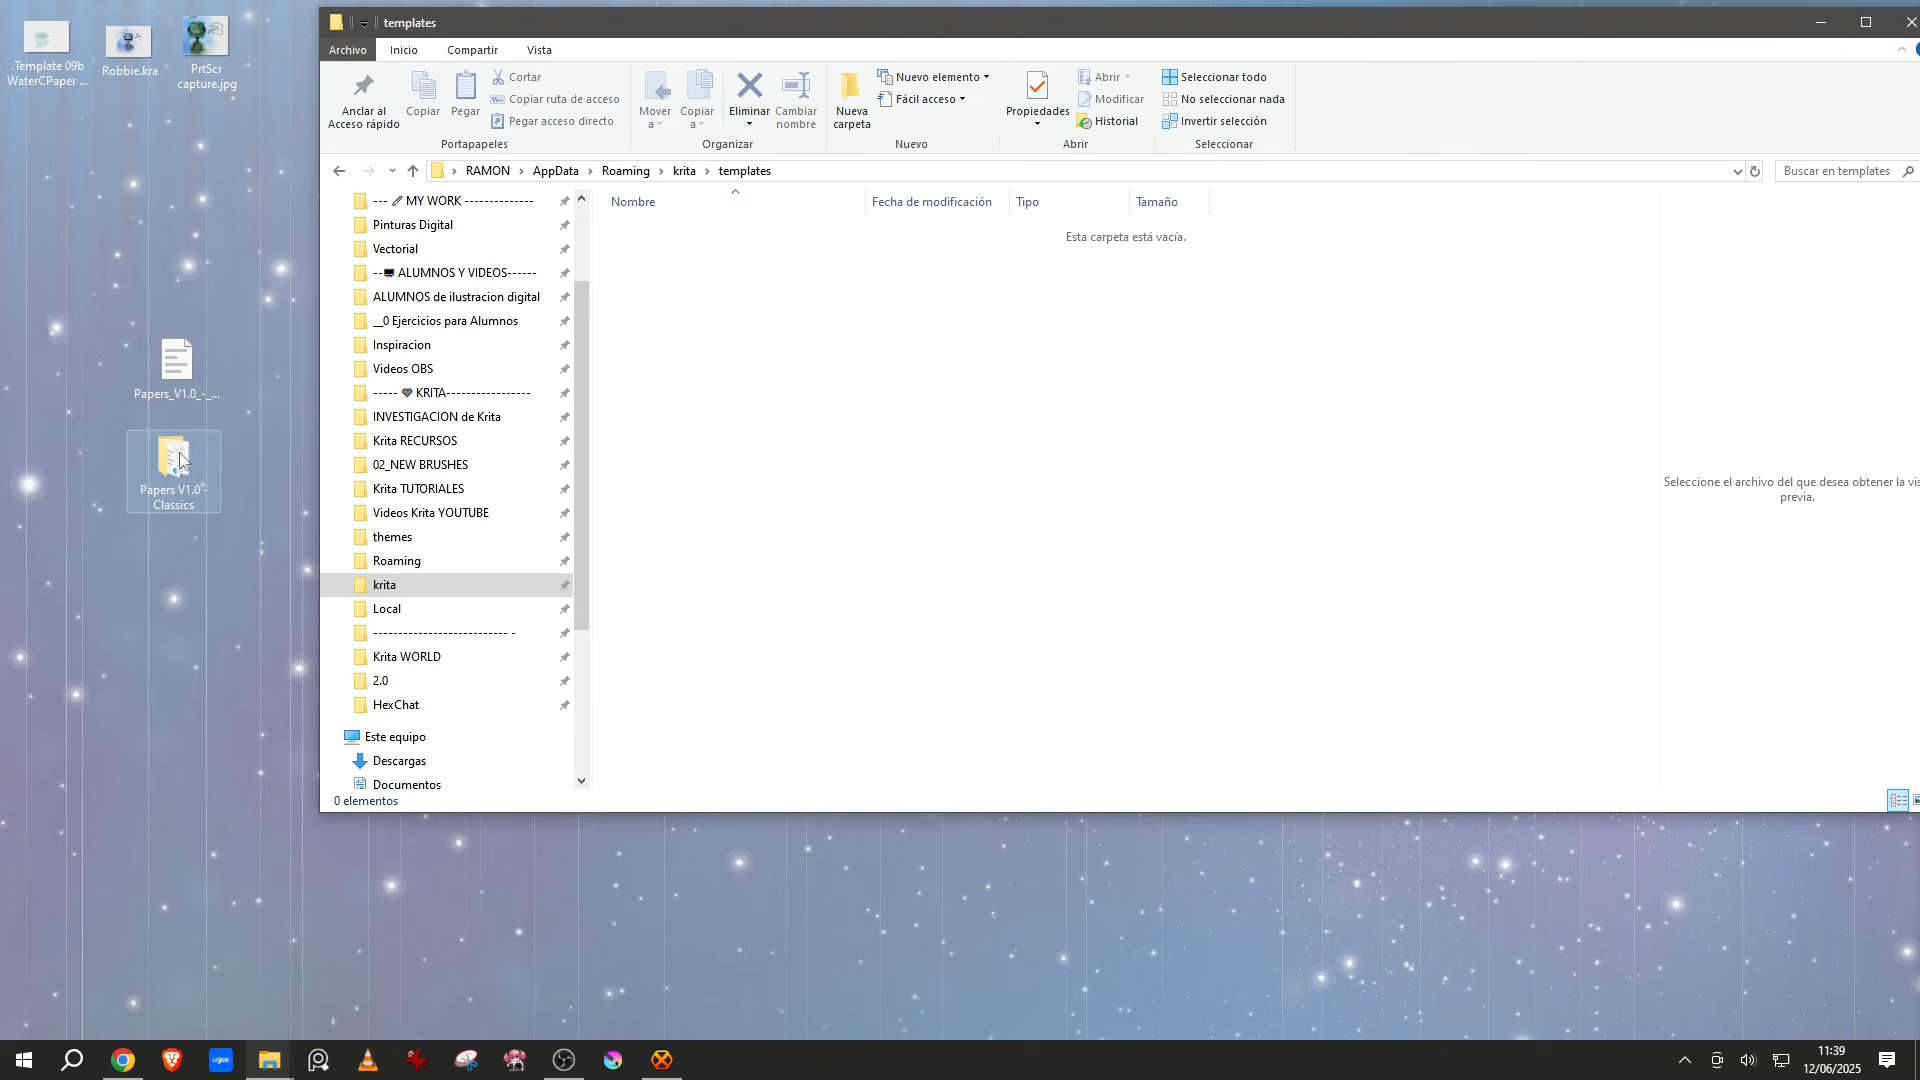 .Template 09b
WaterCPaper ...
Robbie.kra
PrtScr
capture.jpg
Papers_V1.0_-_...
Papers V1.0 -
Classics
templates
Archivo
Inicio
Compartir
Vista
Anclar al
Acceso rápido
Copiar
Pegar
Cortar
Copiar ruta de acceso
Pegar acceso directo
Portapapeles
Mover
a
Copiar
a
Eliminar
Cambiar
nombre
Organizar
Nueva
carpeta
Nuevo elemento
Fácil acceso
Nuevo
Propiedades
Abrir
Modificar
Historial
Abrir
Seleccionar todo
No seleccionar nada
Invertir selección
Seleccionar
RAMON > AppData > Roaming > krita > templates
Buscar en templates
--- 🖊 MY WORK --------------
Pinturas Digital
Vectorial
--💻 ALUMNOS Y VIDEOS------
ALUMNOS de ilustracion digital
__0 Ejercicios para Alumnos
Inspiracion
Videos OBS
----- 🖤 KRITA-----------------
INVESTIGACION de Krita
Krita RECURSOS
02_NEW BRUSHES
Krita TUTORIALES
Videos Krita YOUTUBE
themes
Roaming
krita
Local
--------------------------- -
Krita WORLD
2.0
HexChat
Este equipo
Descargas
Documentos
0 elementos
Nombre
Fecha de modificación
Tipo
Tamaño
Esta carpeta está vacía.
Seleccione el archivo del que desea obtener la vis
previa.
ugee
11:39
12/06/2025